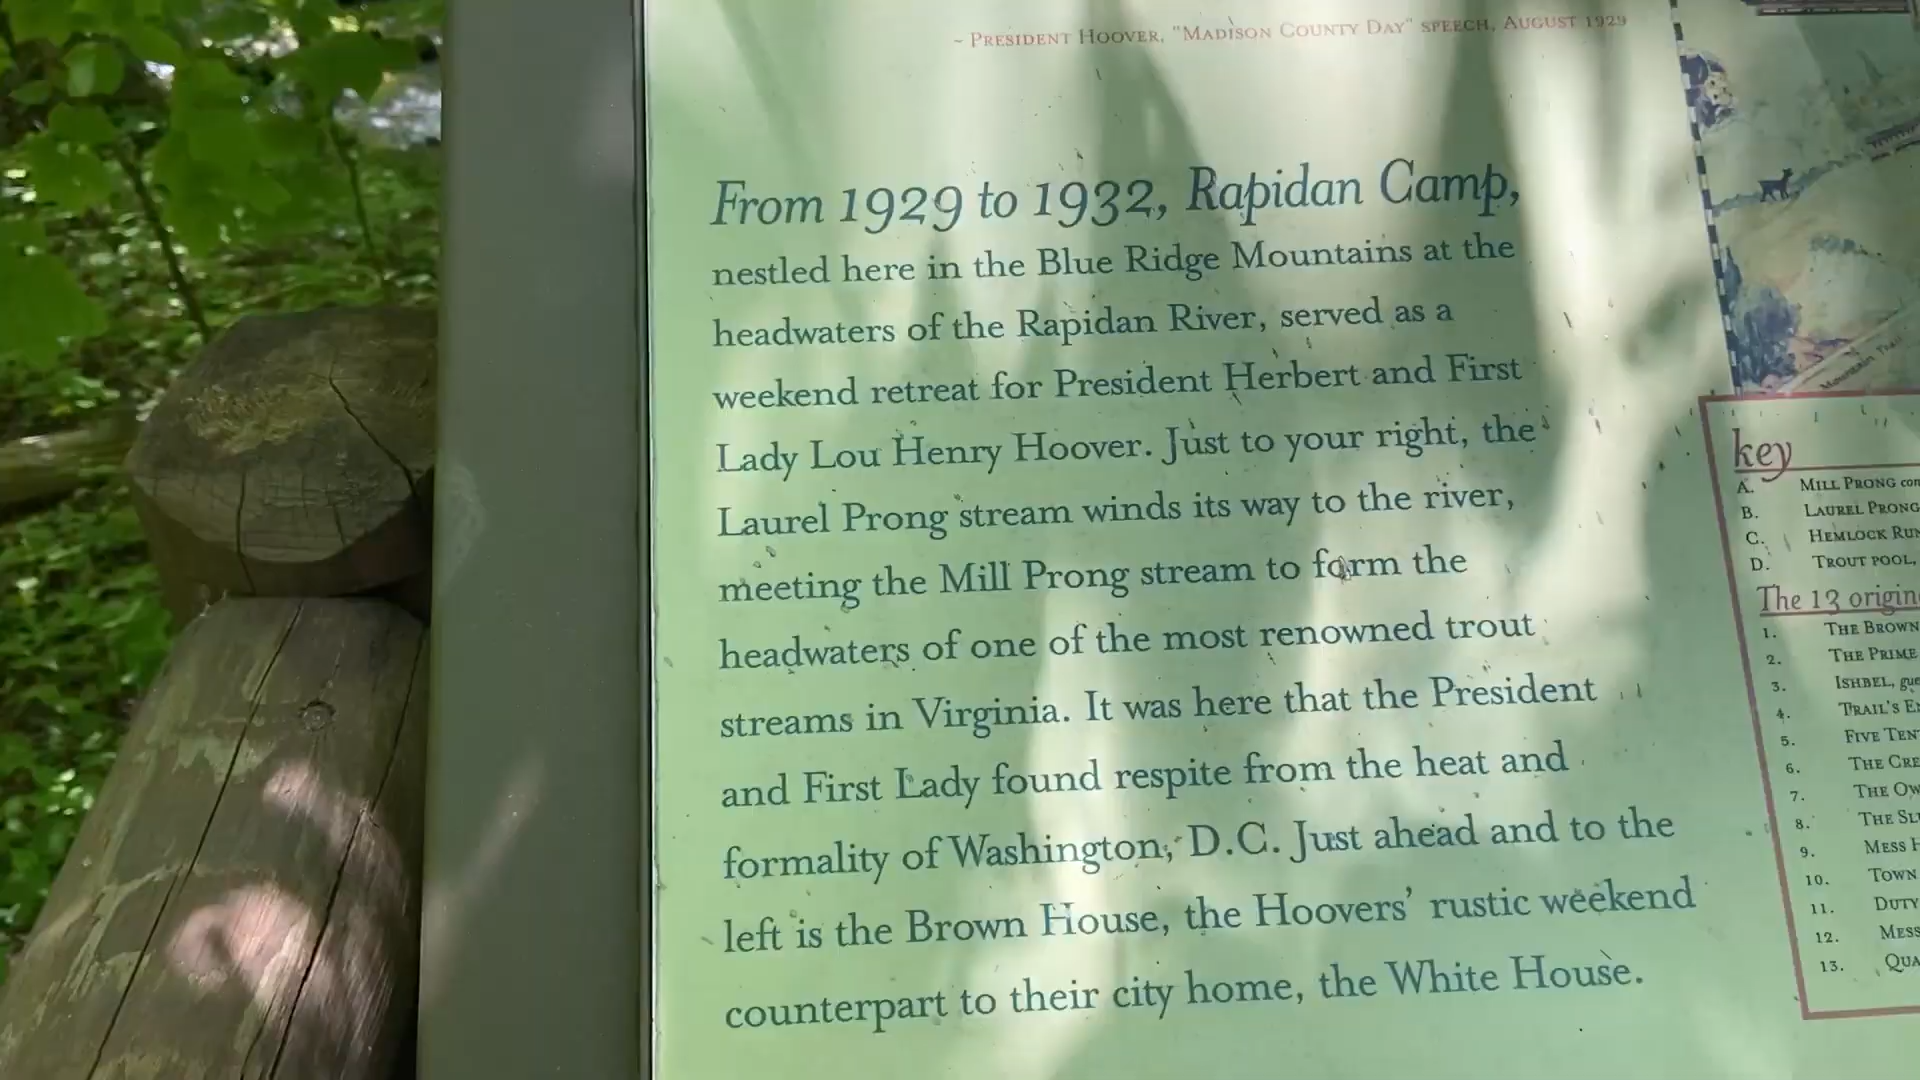 ~ PRESIDENT HOOVER, "MADISON COUNTY DAY" SPEECH, AUGUST 1929
From 1929 to 1932, Rapidan Camp,
nestled here in the Blue Ridge Mountains at the
headwaters of the Rapidan River, served as a
weekend retreat for President Herbert and First
Lady Lou Henry Hoover. Just to your right, the
Laurel Prong stream winds its way to the river,
meeting the Mill Prong stream to form the
headwaters of one of the most renowned trout
streams in Virginia. It was here that the President
and First Lady found respite from the heat and
formality of Washington, D.C. Just ahead and to the
left is the Brown House, the Hoovers' rustic weekend
counterpart to their city home, the White House.
Mountain Trail
key
A. MILL PRONG
B. LAUREL PRONG
C. HEMLOCK
D. TROUT POOL,
The 13
1. THE BROWN
2. THE PRIME
3. ISHBEL,
4. TRAIL'S
5. FIVE
6. THE
7. THE
8. THE
9. MESS
10. TOWN
11. DUTY
12. MESS
13.